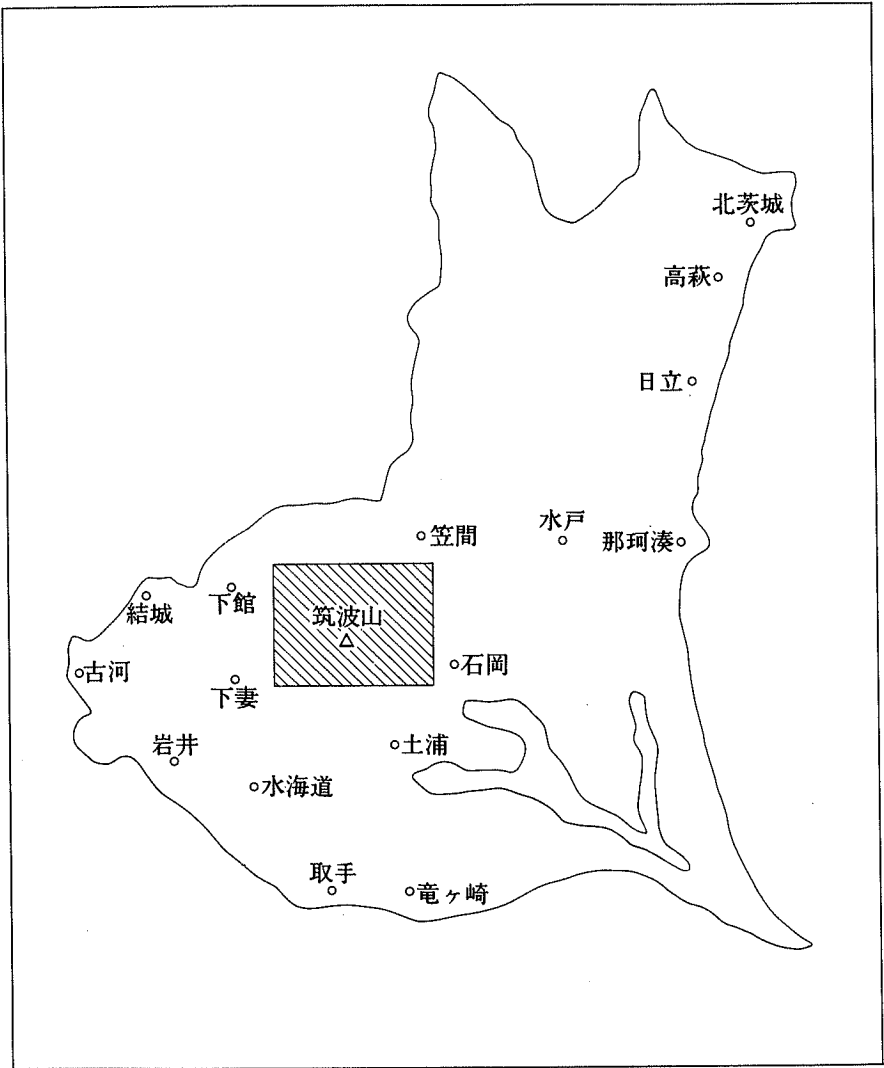 北茨城
高萩
日立
水戸
那珂湊
笠間
筑波山
下館
結城
石岡
古河
下妻
土浦
岩井
水海道
取手
竜ヶ崎